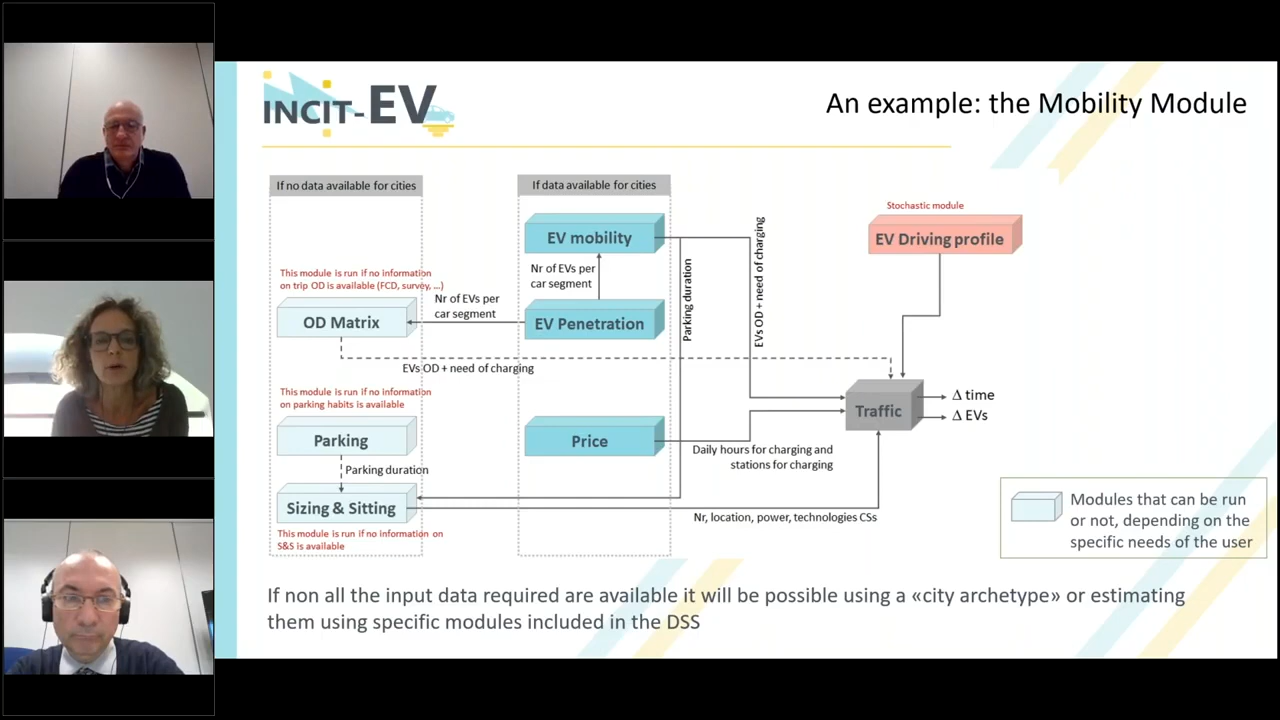 INCIT-EV
An example: the Mobility Module
If no data available for cities
If data available for cities
Stochastic module
EV mobility
EV Driving profile
Nr of EVs per
car segment
This module is run if no information
on trip OD is available (FCD, survey, ...)
Nr of EVs per
car segment
OD Matrix
EV Penetration
Parking duration
EVs OD + need of charging
EVs OD + need of charging
This module is run if no information
on parking habits is available
Traffic
Δ time
Δ EVs
Parking
Price
Daily hours for charging and
stations for charging
Parking duration
Sizing & Sitting
Nr, location, power, technologies CSs
This module is run if no information on
S&S is available
Modules that can be run
or not, depending on the
specific needs of the user
If non all the input data required are available it will be possible using a «city archetype» or estimating
them using specific modules included in the DSS